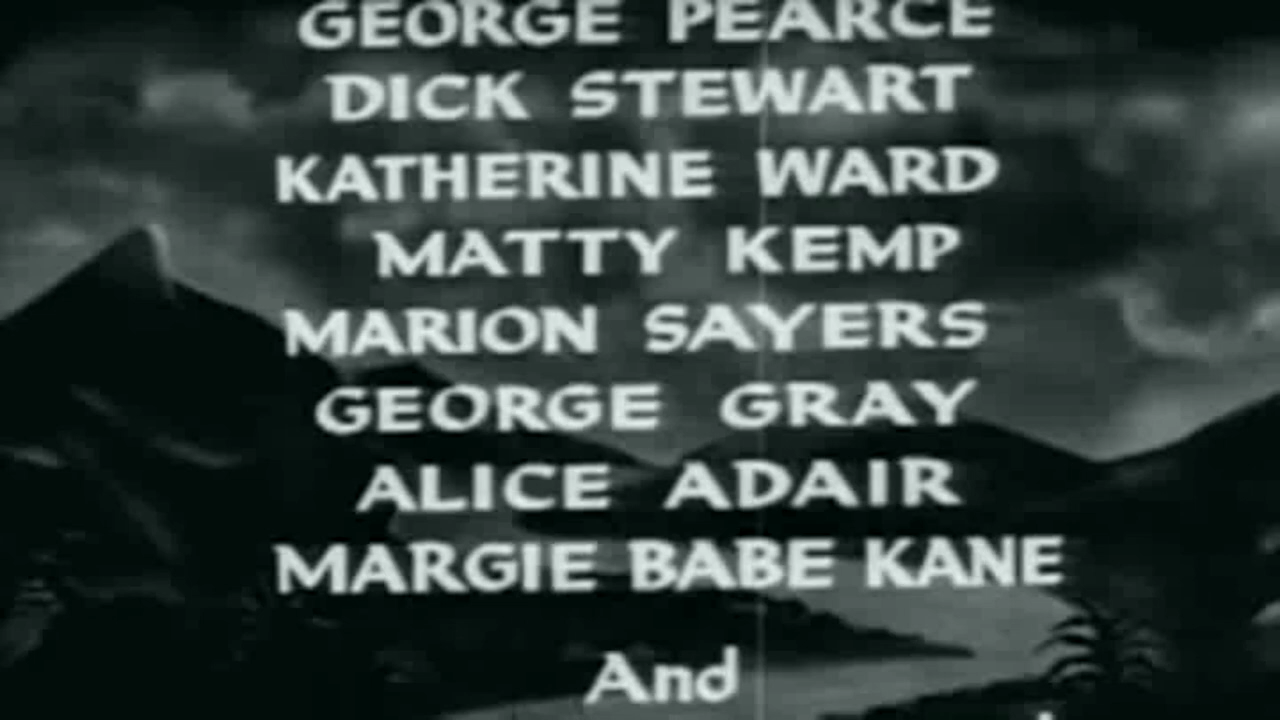 GEORGE PEARCE
DICK STEWART
KATHERINE WARD
MATTY KEMP
MARION SAYERS
GEORGE GRAY
ALICE ADAIR
MARGIE BABE KANE
And